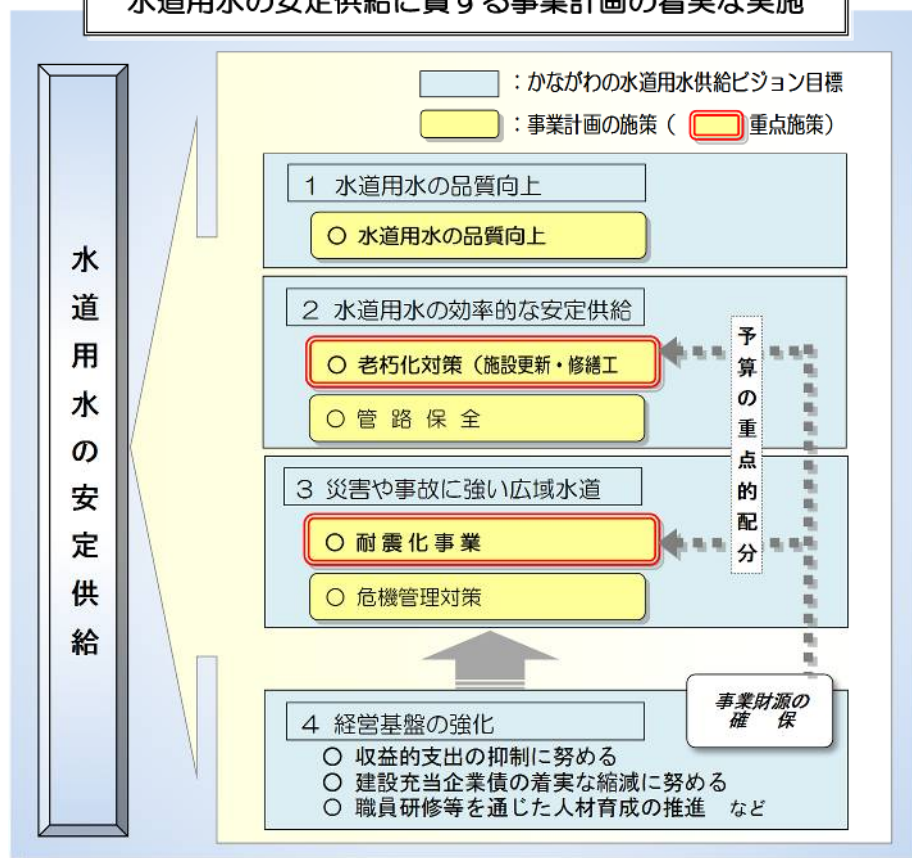 水道用水の安定供給に資する事業計画の着実な実施
：かながわの水道用水供給ビジョン目標
：事業計画の施策（ 重点施策）
水道用水の安定供給
1 水道用水の品質向上
○ 水道用水の品質向上
2 水道用水の効率的な安定供給
○ 老朽化対策（施設更新・修繕工
○ 管路保全
予算の重点的配分
3 災害や事故に強い広域水道
○ 耐震化事業
○ 危機管理対策
事業財源の
確 保
4 経営基盤の強化
○ 収益的支出の抑制に努める
○ 建設充当企業債の着実な縮減に努める
○ 職員研修等を通じた人材育成の推進 など